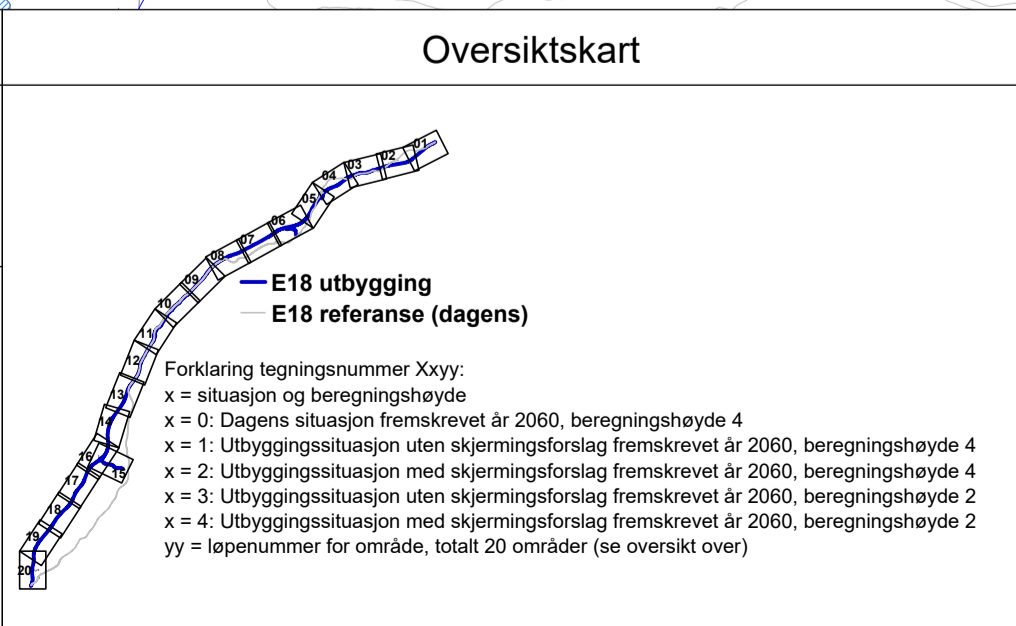 Oversiktskart
01
02
03
04
05
06
07
08
09
10
11
12
13
14
16
15
17
18
19
20
E18 utbygging
E18 referanse (dagens)
Forklaring tegningsnummer Xxyy:
x = situasjon og beregningshøyde
x = 0: Dagens situasjon fremskrevet år 2060, beregningshøyde 4
x = 1: Utbyggingssituasjon uten skjermingsforslag fremskrevet år 2060, beregningshøyde 4
x = 2: Utbyggingssituasjon med skjermingsforslag fremskrevet år 2060, beregningshøyde 4
x = 3: Utbyggingssituasjon uten skjermingsforslag fremskrevet år 2060, beregningshøyde 2
x = 4: Utbyggingssituasjon med skjermingsforslag fremskrevet år 2060, beregningshøyde 2
yy = løpenummer for område, totalt 20 områder (se oversikt over)